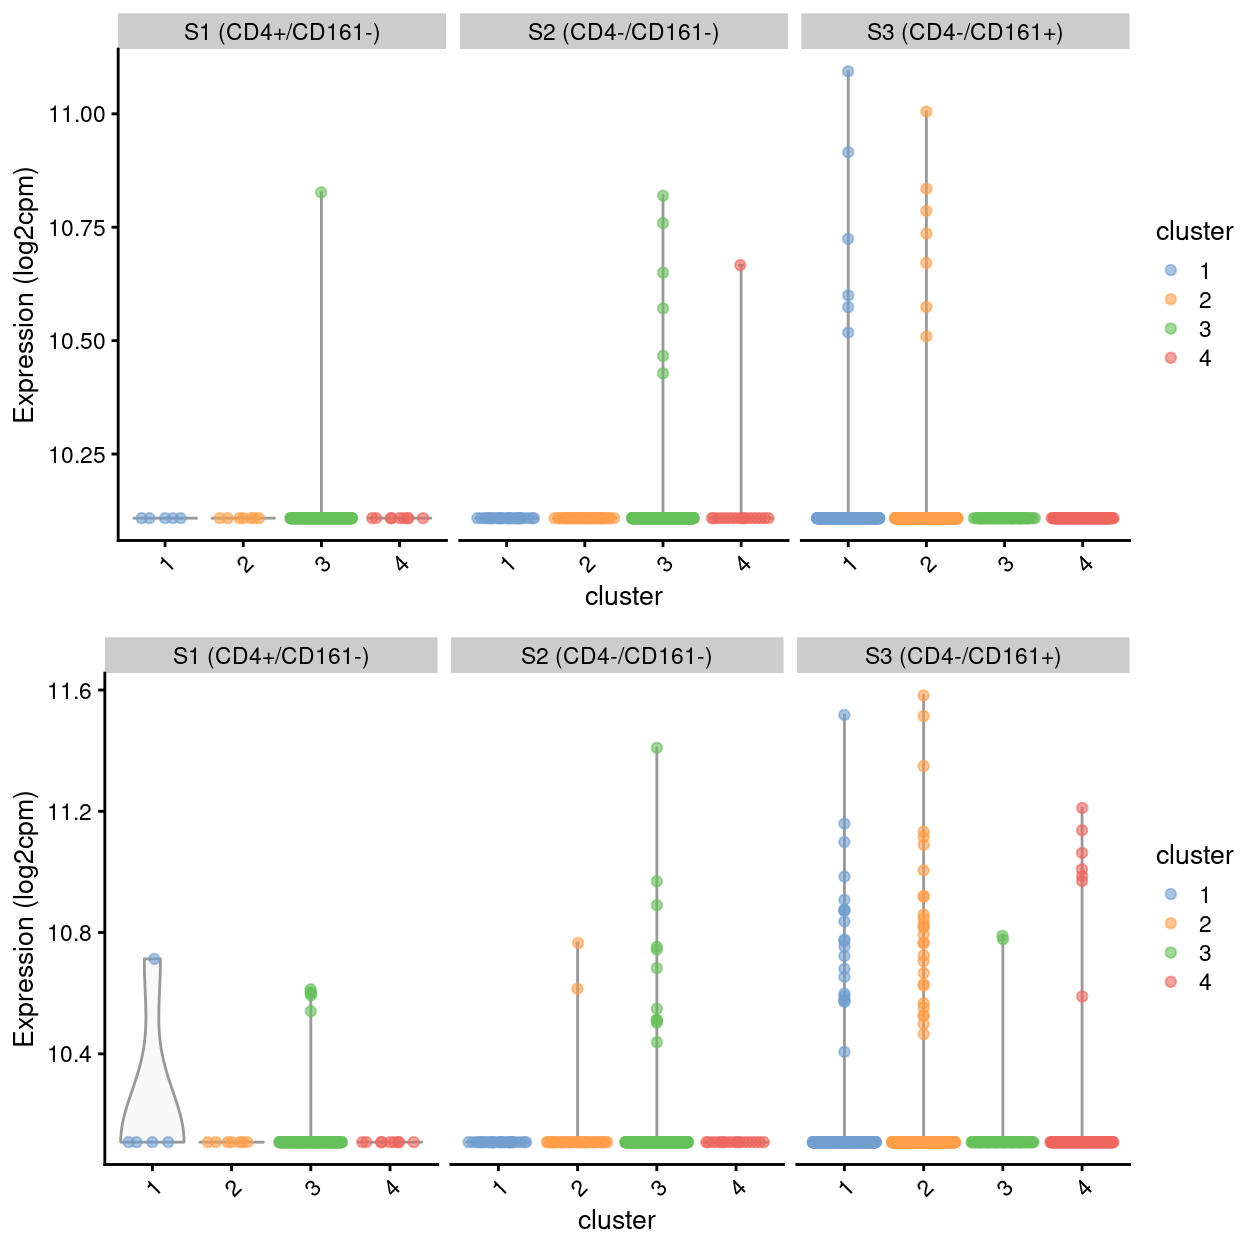 S1 (CD4+/CD161-) S2 (CD4-/CD161-) S3 (CD4-/CD161+)
11.00
10.75
10.50
10.25
Expression (log2cpm)
1 2 3 4 1 2 3 4 1 2 3 4
cluster
cluster
1
2
3
4
S1 (CD4+/CD161-) S2 (CD4-/CD161-) S3 (CD4-/CD161+)
11.6
11.2
10.8
10.4
Expression (log2cpm)
1 2 3 4 1 2 3 4 1 2 3 4
cluster
cluster
1
2
3
4